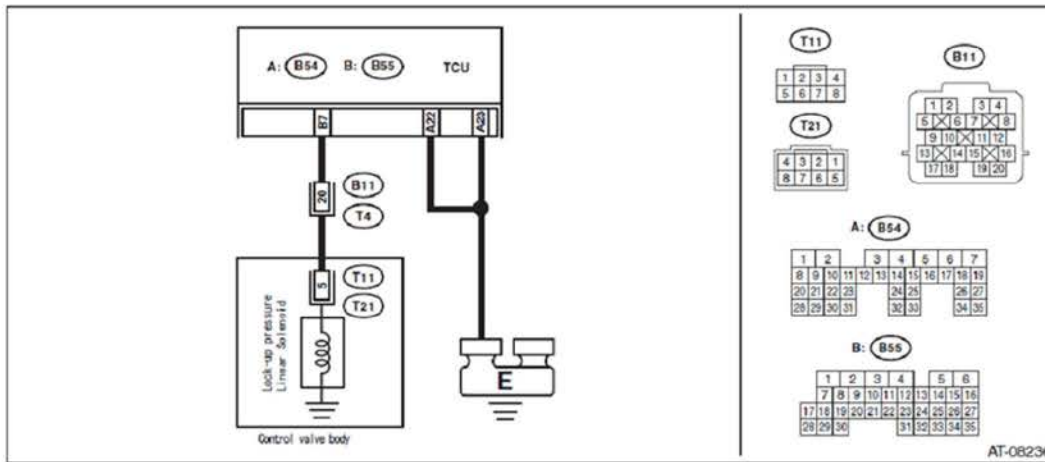 A: B54 B: B55 TCU
B7
A22
A23
20
B11
T4
5
T11
T21
Lock-up pressure
Linear Solenoid
Control valve body
E
T11
1 2 3 4
5 6 7 8
T21
4 3 2 1
8 7 6 5
B11
1 2 3 4
5 6 7 8
9 10 11 12
13 14 15 16
17 18 19 20
A: B54
1 2 3 4 5 6 7
8 9 10 11 12 13 14 15 16 17 18 19
20 21 22 23 24 25 26 27
28 29 30 31 32 33 34 35
B: B55
1 2 3 4 5 6
7 8 9 10 11 12 13 14 15 16
17 18 19 20 21 22 23 24 25 26 27
28 29 30 31 32 33 34 35
AT-08236